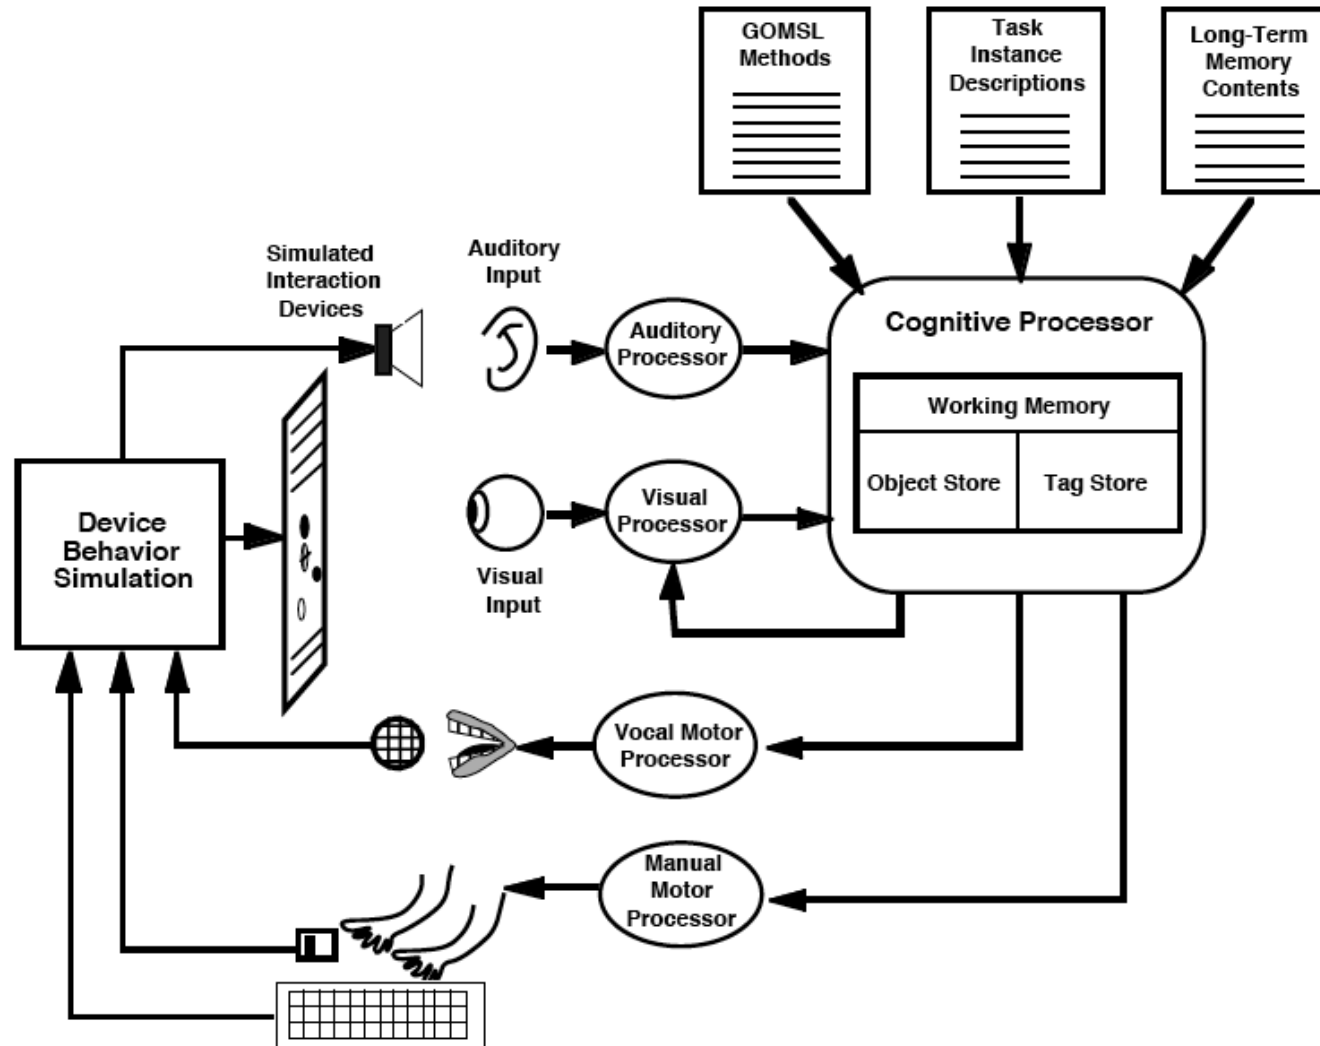 GOMSL
Methods
Task
Instance
Descriptions
Long-Term
Memory
Contents
Simulated
Interaction
Devices
Auditory
Input
Auditory
Processor
Cognitive Processor
Working Memory
Object Store
Tag Store
Device
Behavior
Simulation
Visual
Input
Visual
Processor
Vocal Motor
Processor
Manual
Motor
Processor